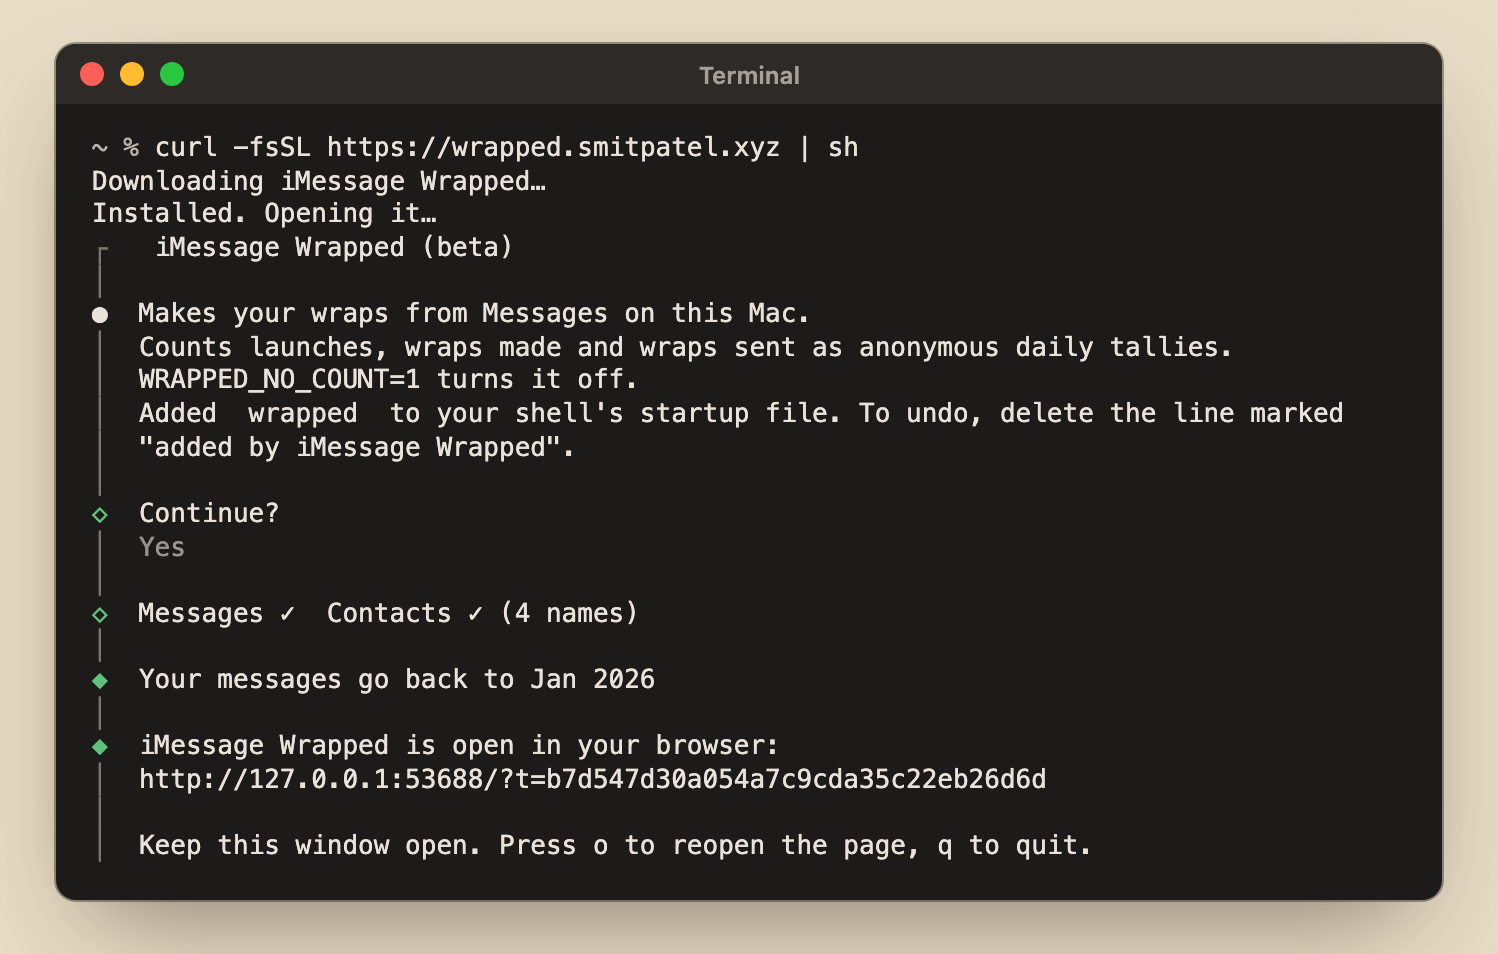 Terminal
~ % curl -fsSL https://wrapped.smitpatel.xyz | sh
Downloading iMessage Wrapped…
Installed. Opening it…
iMessage Wrapped (beta)
Makes your wraps from Messages on this Mac.
Counts launches, wraps made and wraps sent as anonymous daily tallies.
WRAPPED_NO_COUNT=1 turns it off.
Added  wrapped  to your shell's startup file. To undo, delete the line marked
"added by iMessage Wrapped".
Continue?
Yes
Messages ✓  Contacts ✓ (4 names)
Your messages go back to Jan 2026
iMessage Wrapped is open in your browser:
http://127.0.0.1:53688/?t=b7d547d30a054a7c9cda35c22eb26d6d
Keep this window open. Press o to reopen the page, q to quit.